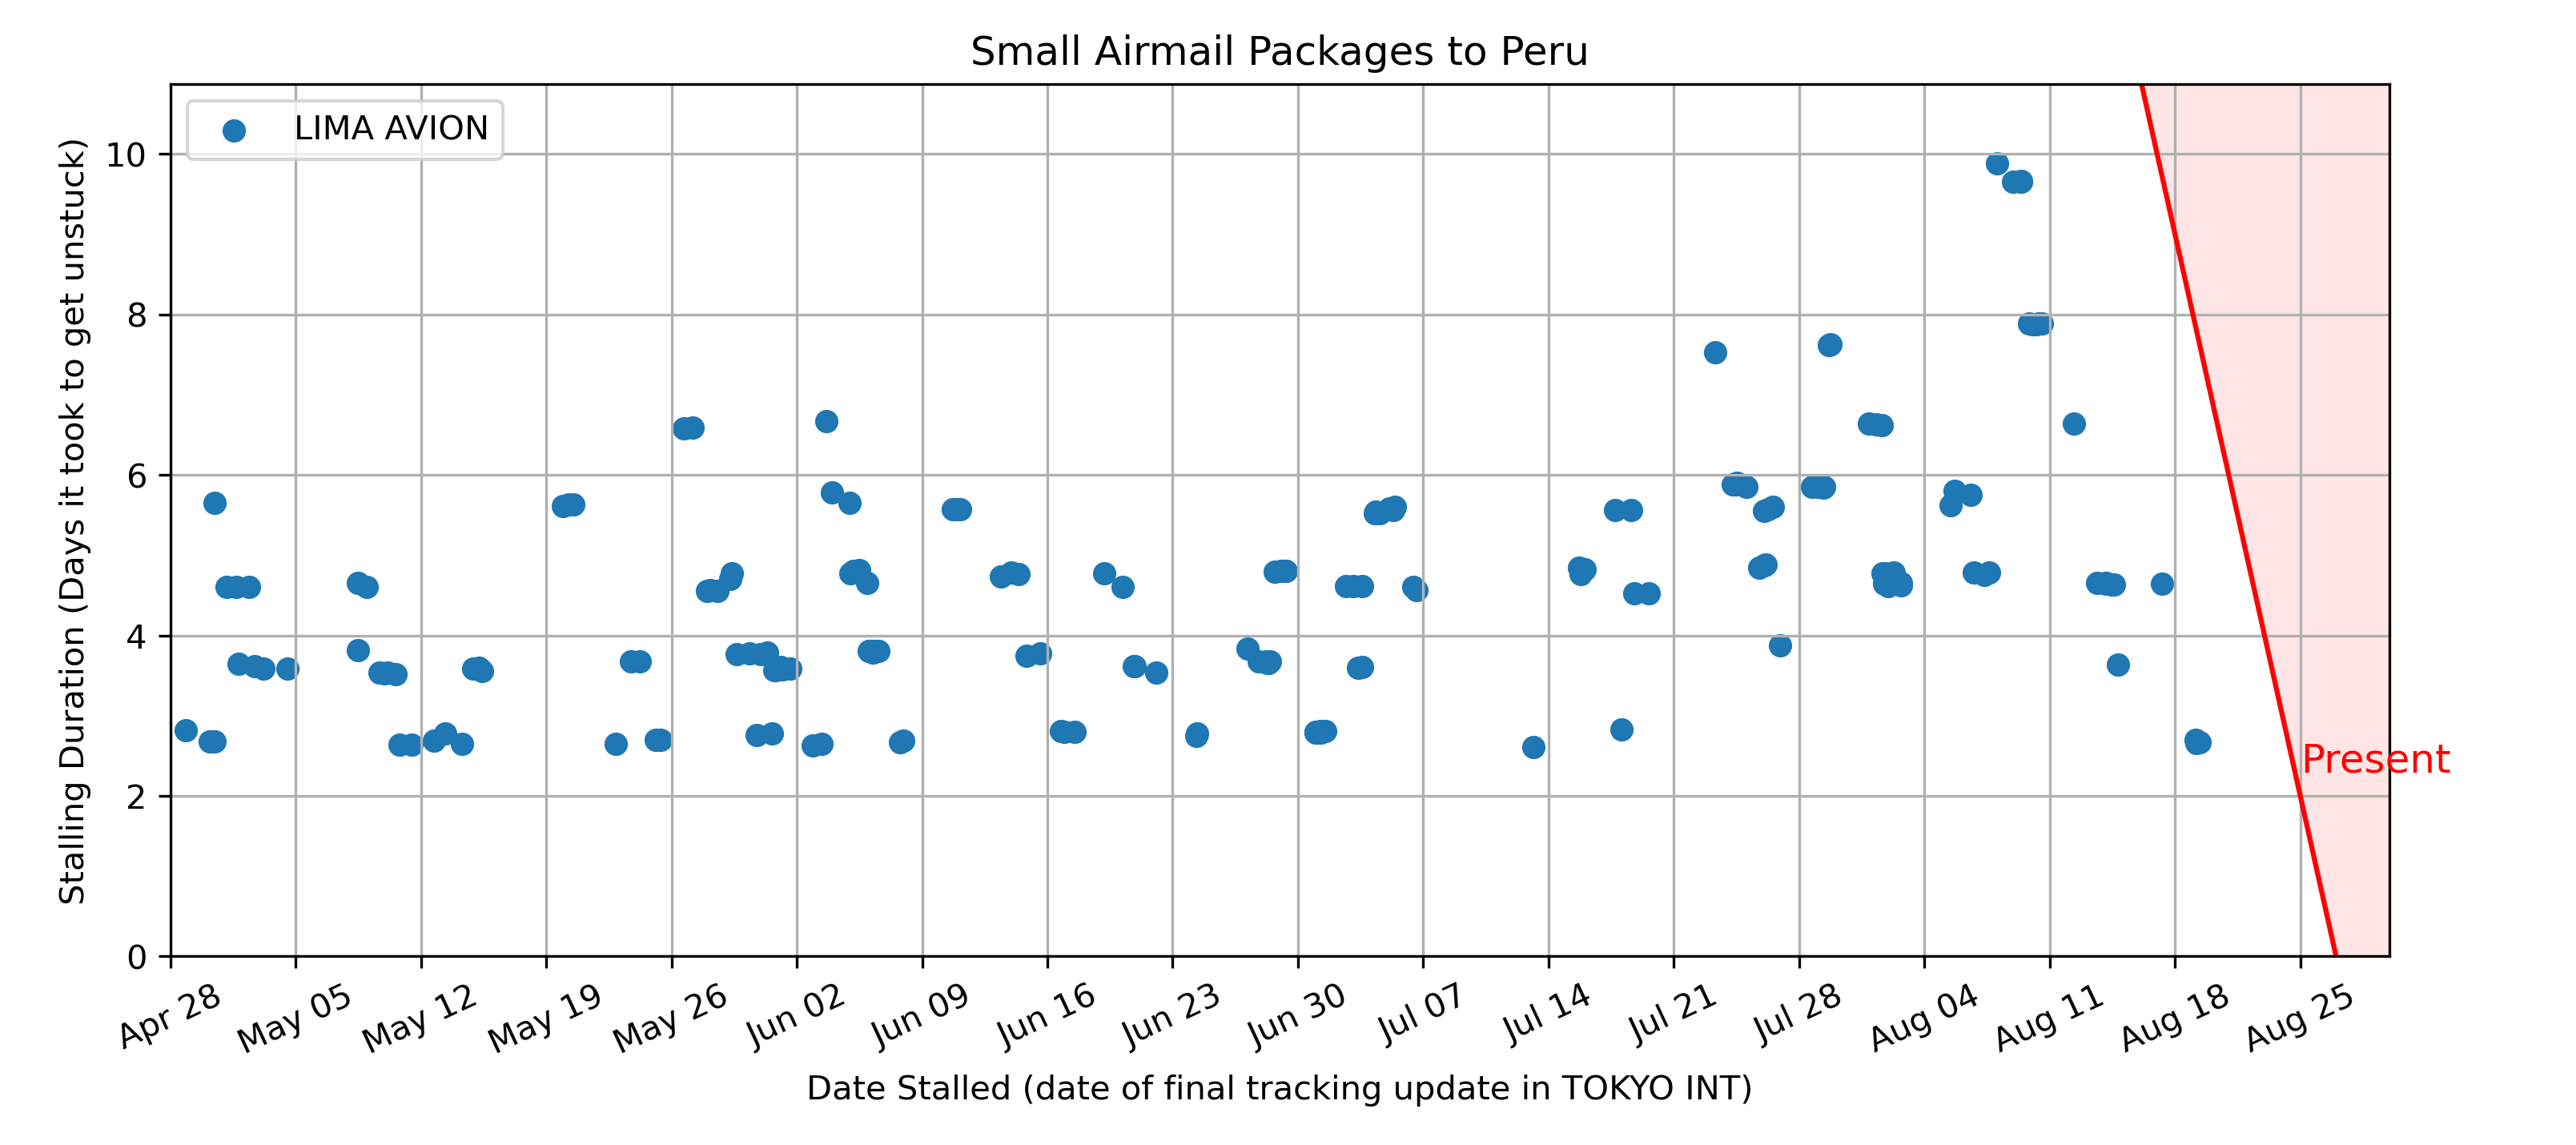 Small Airmail Packages to Peru
LIMA AVION
Stalling Duration (Days it took to get unstuck)
10
8
6
4
2
0
Present
Apr 28
May 05
May 12
May 19
May 26
Jun 02
Jun 09
Jun 16
Jun 23
Jun 30
Jul 07
Jul 14
Jul 21
Jul 28
Aug 04
Aug 11
Aug 18
Aug 25
Date Stalled (date of final tracking update in TOKYO INT)